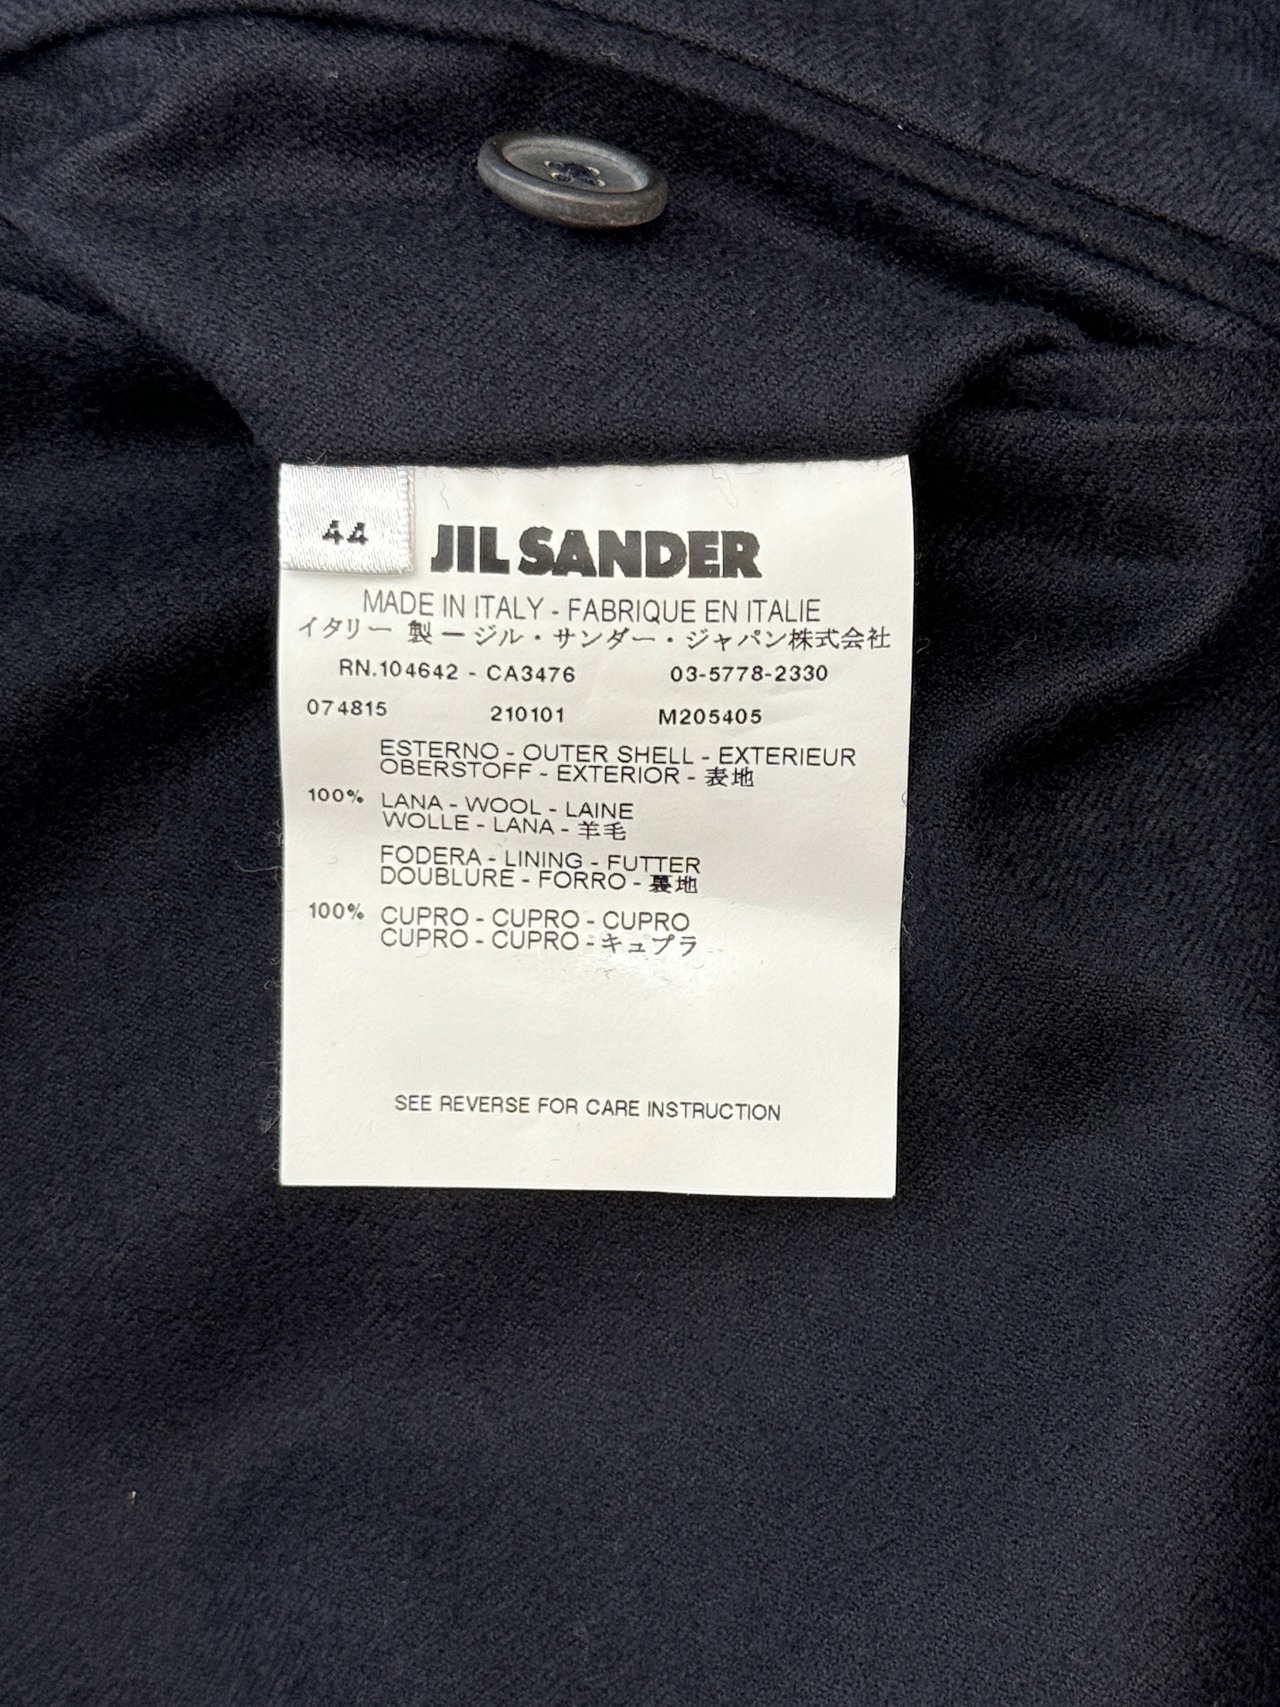 44
JIL SANDER
MADE IN ITALY - FABRIQUE EN ITALIE
イタリー 製 ー ジル・サンダー・ジャパン株式会社
RN.104642 - CA3476 03-5778-2330
074815 210101 M205405
ESTERNO - OUTER SHELL - EXTERIEUR
OBERSTOFF - EXTERIOR - 表地
100% LANA - WOOL - LAINE
WOLLE - LANA - 羊毛
FODERA - LINING - FUTTER
DOUBLURE - FORRO - 裏地
100% CUPRO - CUPRO - CUPRO
CUPRO - CUPRO - キュプラ
SEE REVERSE FOR CARE INSTRUCTION